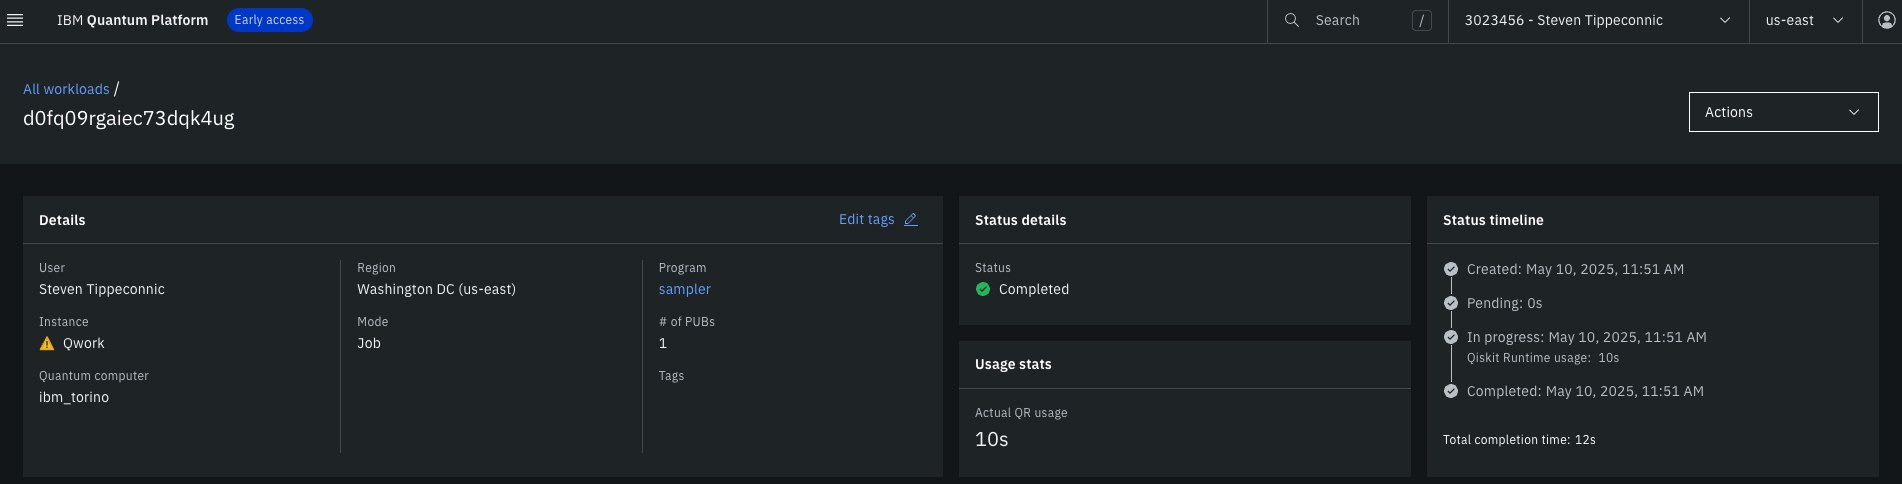 IBM Quantum Platform Early access Search / 3023456 - Steven Tippeconnic us-east
All workloads /
d0fq09rgaiec73dqk4ug
Actions
Details Edit tags
User
Steven Tippeconnic
Instance
Qwork
Quantum computer
ibm_torino
Region
Washington DC (us-east)
Mode
Job
Program
sampler
# of PUBs
1
Tags
Status details
Status
Completed
Usage stats
Actual QR usage
10s
Status timeline
Created: May 10, 2025, 11:51 AM
Pending: 0s
In progress: May 10, 2025, 11:51 AM
Qiskit Runtime usage: 10s
Completed: May 10, 2025, 11:51 AM
Total completion time: 12s